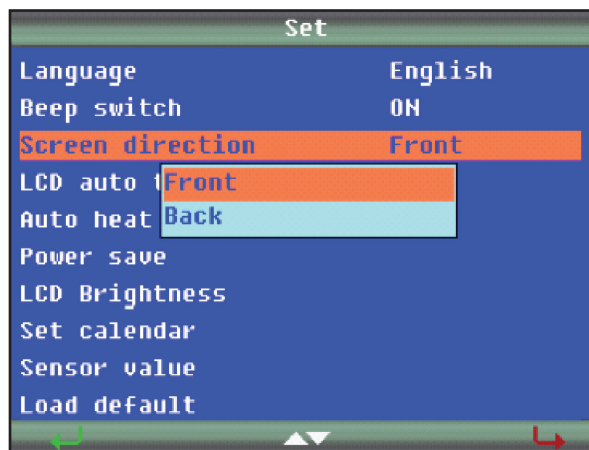 Set
Language English
Beep switch ON
Screen direction Front
LCD auto
Front
Auto heat
Back
Power save
LCD Brightness
Set calendar
Sensor value
Load default